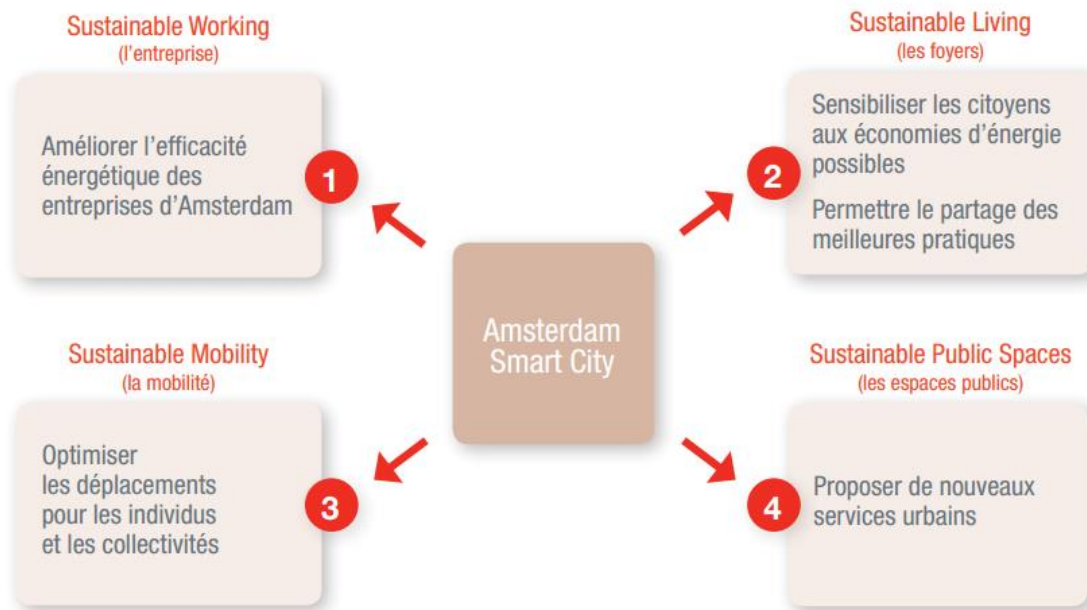 Sustainable Working
(l'entreprise)
Améliorer l'efficacité
énergétique des
entreprises d'Amsterdam
1
Sustainable Living
(les foyers)
Sensibiliser les citoyens
aux économies d'énergie
possibles
Permettre le partage des
meilleures pratiques
2
Amsterdam
Smart City
Sustainable Mobility
(la mobilité)
Optimiser
les déplacements
pour les individus
et les collectivités
3
Sustainable Public Spaces
(les espaces publics)
Proposer de nouveaux
services urbains
4